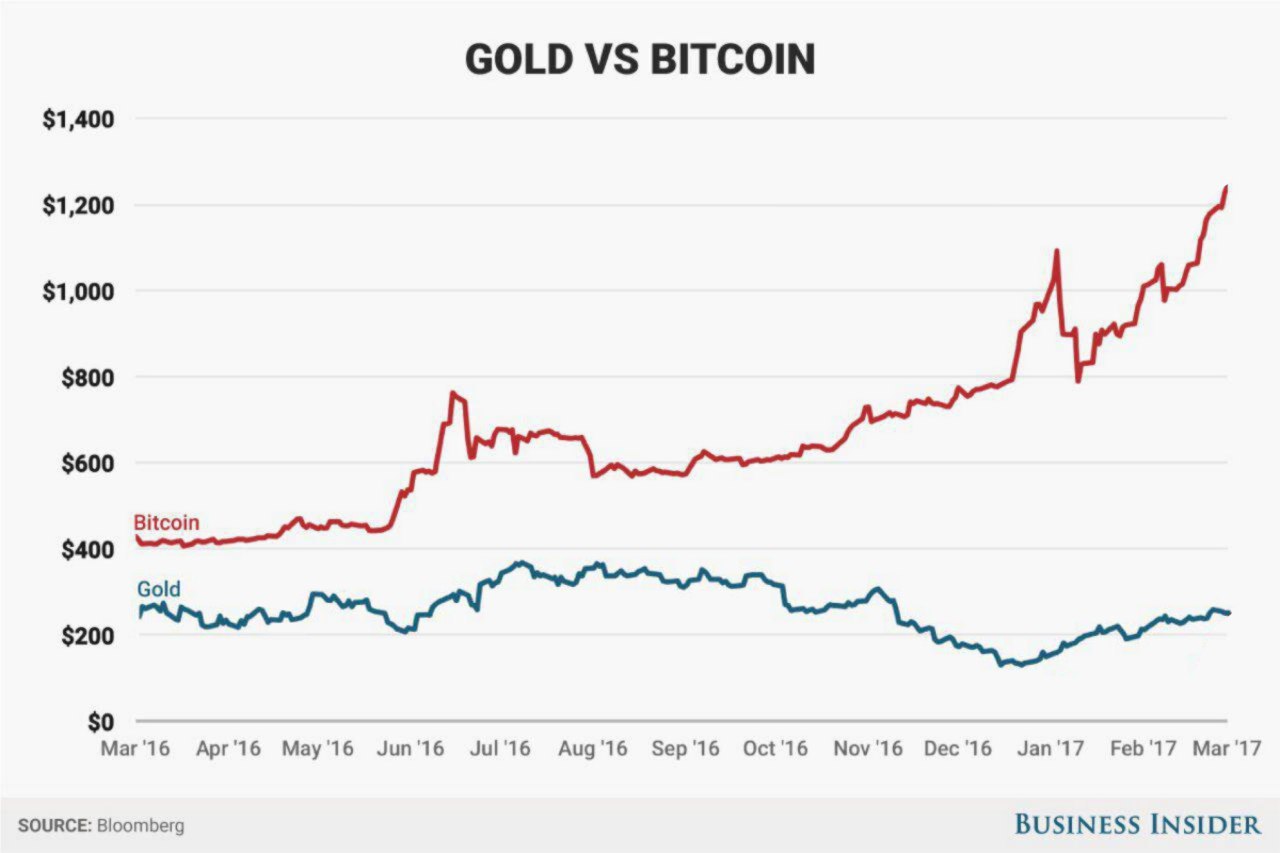 GOLD VS BITCOIN
$1,400
$1,200
$1,000
$800
$600
$400
$200
$0
Bitcoin
Gold
Mar '16 Apr '16 May '16 Jun '16 Jul '16 Aug '16 Sep '16 Oct '16 Nov '16 Dec '16 Jan '17 Feb '17 Mar '17
SOURCE: Bloomberg
BUSINESS INSIDER